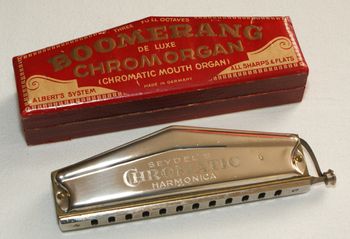 THREE FULL OCTAVES
BOOMERANG
DE LUXE
CHROMORGAN
(CHROMATIC MOUTH ORGAN)
ALBERT'S SYSTEM
MADE IN GERMANY
ALL SHARPS & FLATS
SEYDEL'S
CHROMATIC
HARMONICA